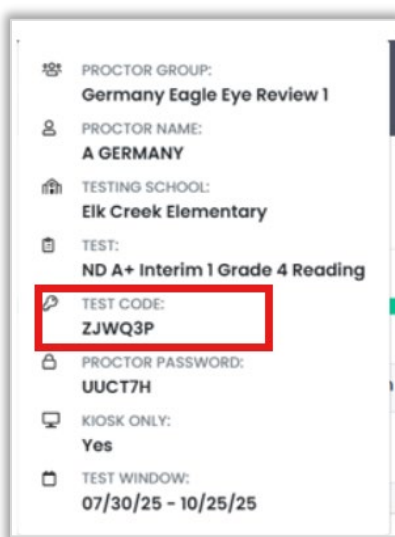 PROCTOR GROUP:
Germany Eagle Eye Review 1
PROCTOR NAME:
A GERMANY
TESTING SCHOOL:
Elk Creek Elementary
TEST:
ND A+ Interim 1 Grade 4 Reading
TEST CODE:
ZJWQ3P
PROCTOR PASSWORD:
UUCT7H
KIOSK ONLY:
Yes
TEST WINDOW:
07/30/25 - 10/25/25